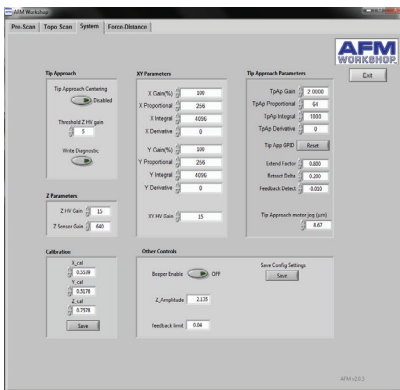 AFM Workshop
Pre-Scan Topo Scan System Force-Distance
AFM
WORKSHOP
Exit
Tip Approach
Tip Approach Centering
Disabled
Threshold Z HV gain
5
Write Diagnostic
Z Parameters
Z HV Gain 15
Z Sensor Gain 640
XY Parameters
X Gain(%) 100
X Proportional 256
X Integral 4096
X Derivative 0
Y Gain(%) 100
Y Proportional 256
Y Integral 4096
Y Derivative 0
XY HV Gain 15
Tip Approach Parameters
TpAp Gain 2.0000
TpAp Proportional 64
TpAp Integral 1000
TpAp Derivative 0
Tip App GPID Reset
Extend Factor 0.800
Retract Delta 0.200
Feedback Detect -0.010
Tip Approach motor jog (µm)
8.67
Calibration
X_cal
0.5539
Y_cal
0.5178
Z_cal
0.7578
Save
Other Controls
Beeper Enable OFF
Z_Amplitude 2.135
feedback limit 0.04
Save Config Settings
Save
AFM v2.0.3